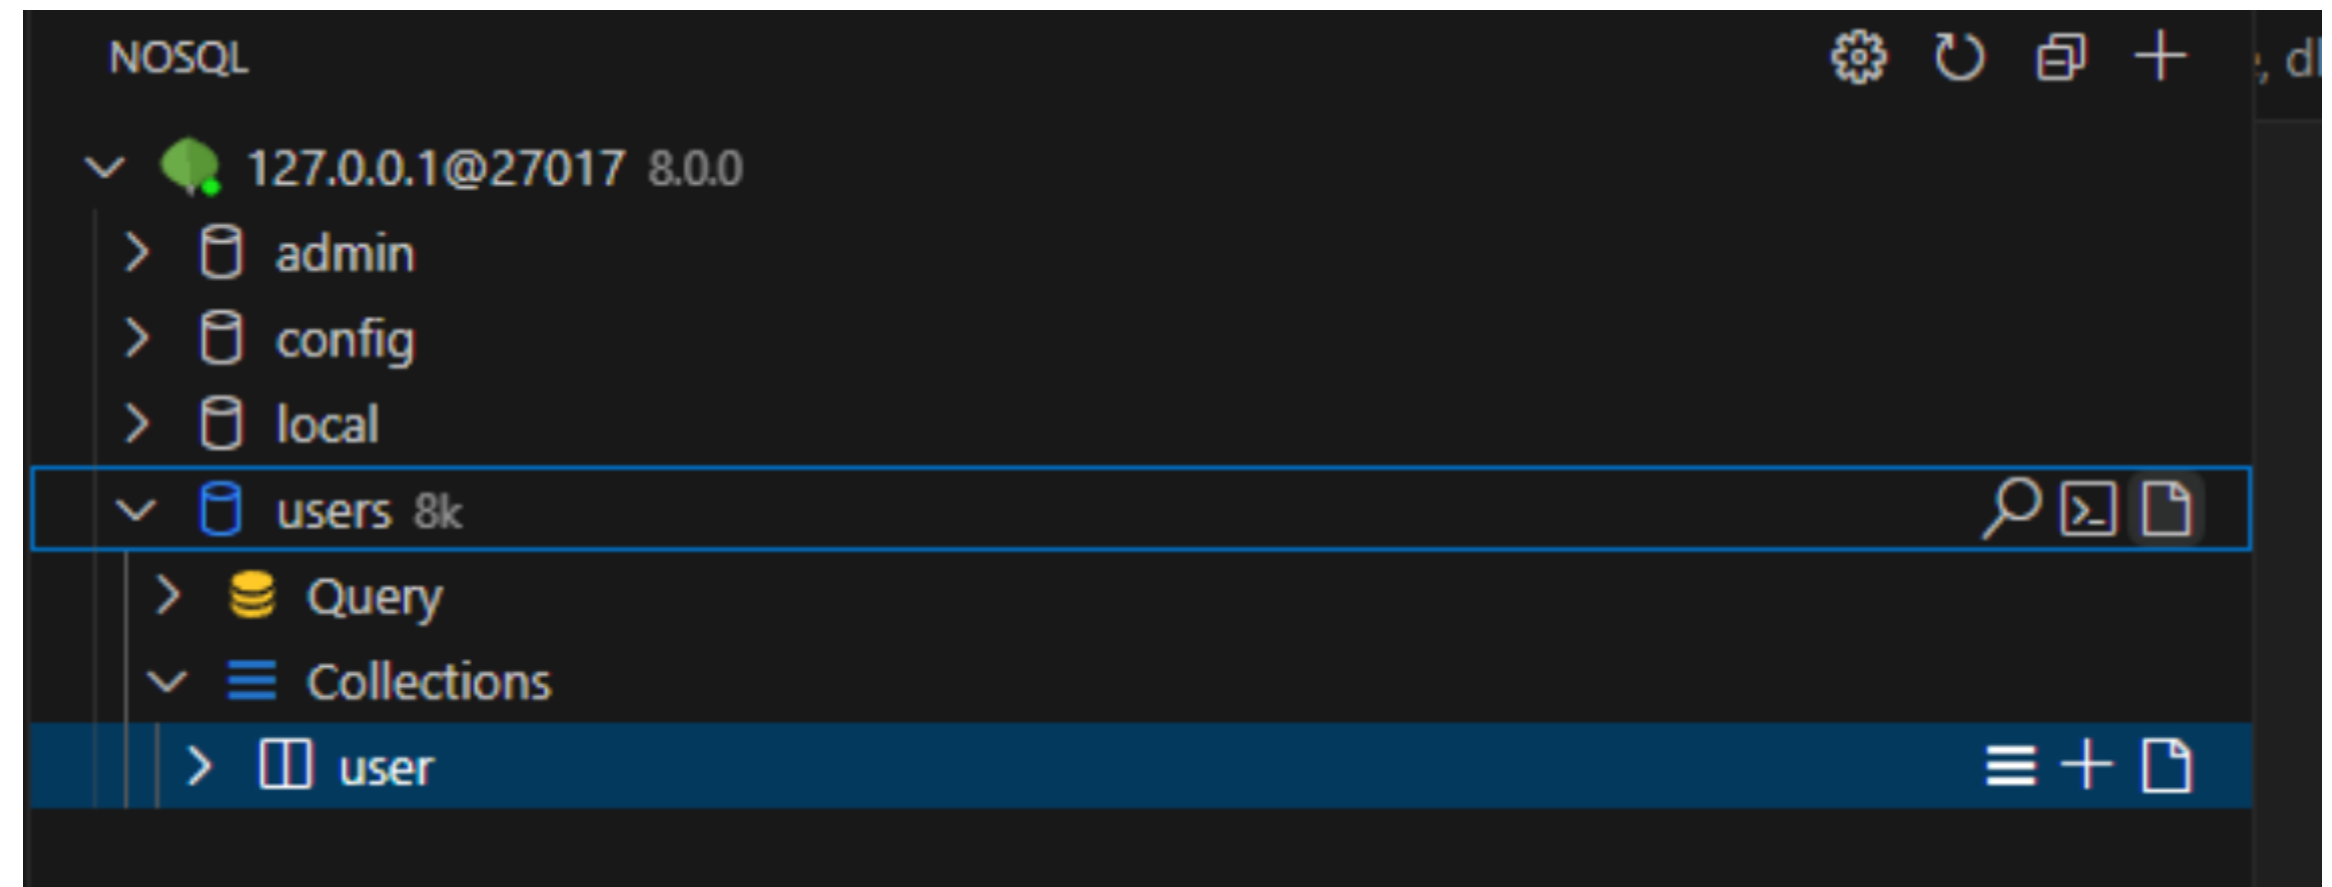 NOSQL
127.0.0.1@27017 8.0.0
admin
config
local
users 8k
Query
Collections
user